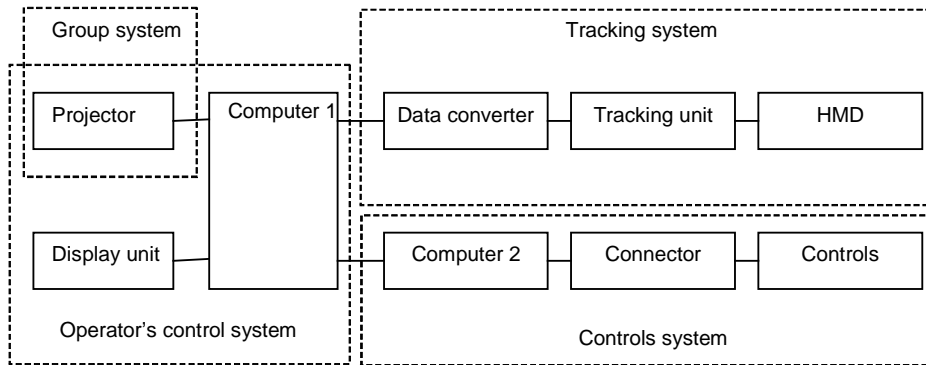 Group system
Tracking system
Projector
Computer 1
Data converter
Tracking unit
HMD
Display unit
Computer 2
Connector
Controls
Operator’s control system
Controls system